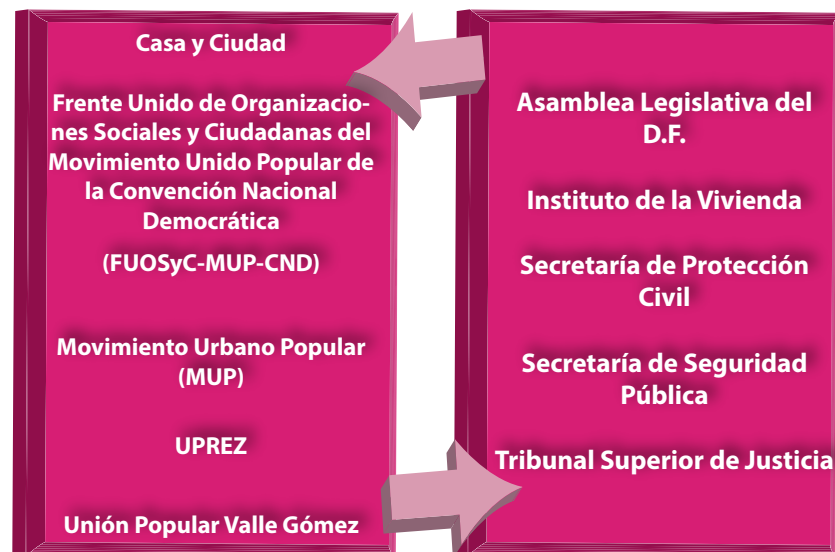 Casa y Ciudad
Frente Unido de Organizacio-
nes Sociales y Ciudadanas del
Movimiento Unido Popular de
la Convención Nacional
Democrática
(FUOSyC-MUP-CND)
Movimiento Urbano Popular
(MUP)
UPREZ
Unión Popular Valle Gómez
Asamblea Legislativa del
D.F.
Instituto de la Vivienda
Secretaría de Protección
Civil
Secretaría de Seguridad
Pública
Tribunal Superior de Justicia